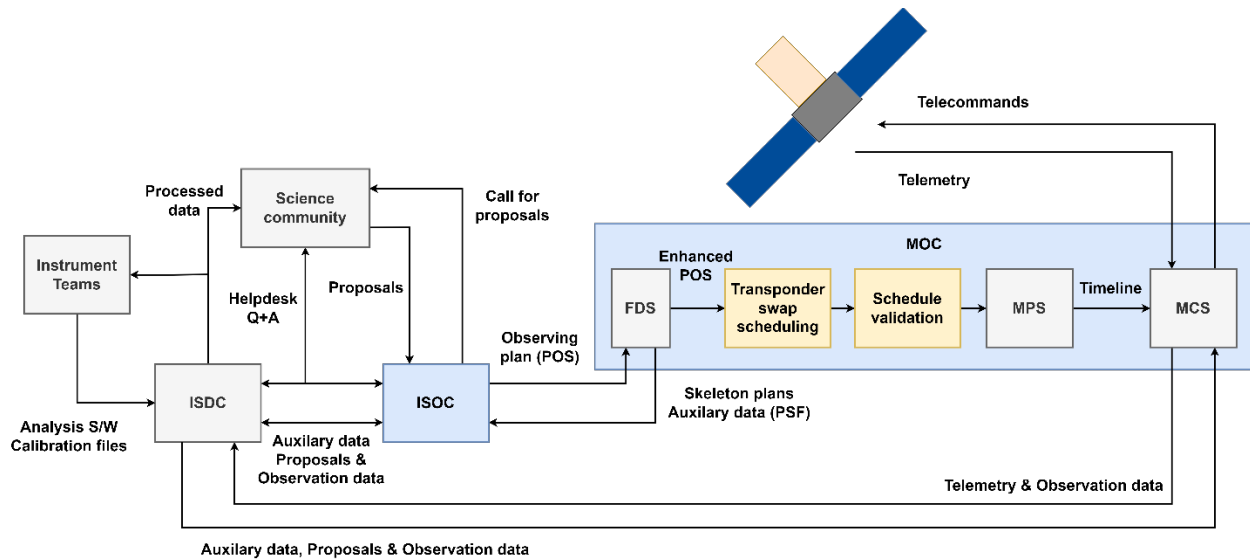 Telecommands
Telemetry
Processed
data
Science
community
Call for
proposals
Instrument
Teams
Helpdesk
Q+A
Proposals
MOC
Enhanced
POS
FDS
Transponder
swap
scheduling
Schedule
validation
MPS
Timeline
MCS
Observing
plan (POS)
ISDC
ISOC
Skeleton plans
Auxilary data (PSF)
Analysis S/W
Calibration files
Auxilary data
Proposals &
Observation data
Telemetry & Observation data
Auxilary data, Proposals & Observation data